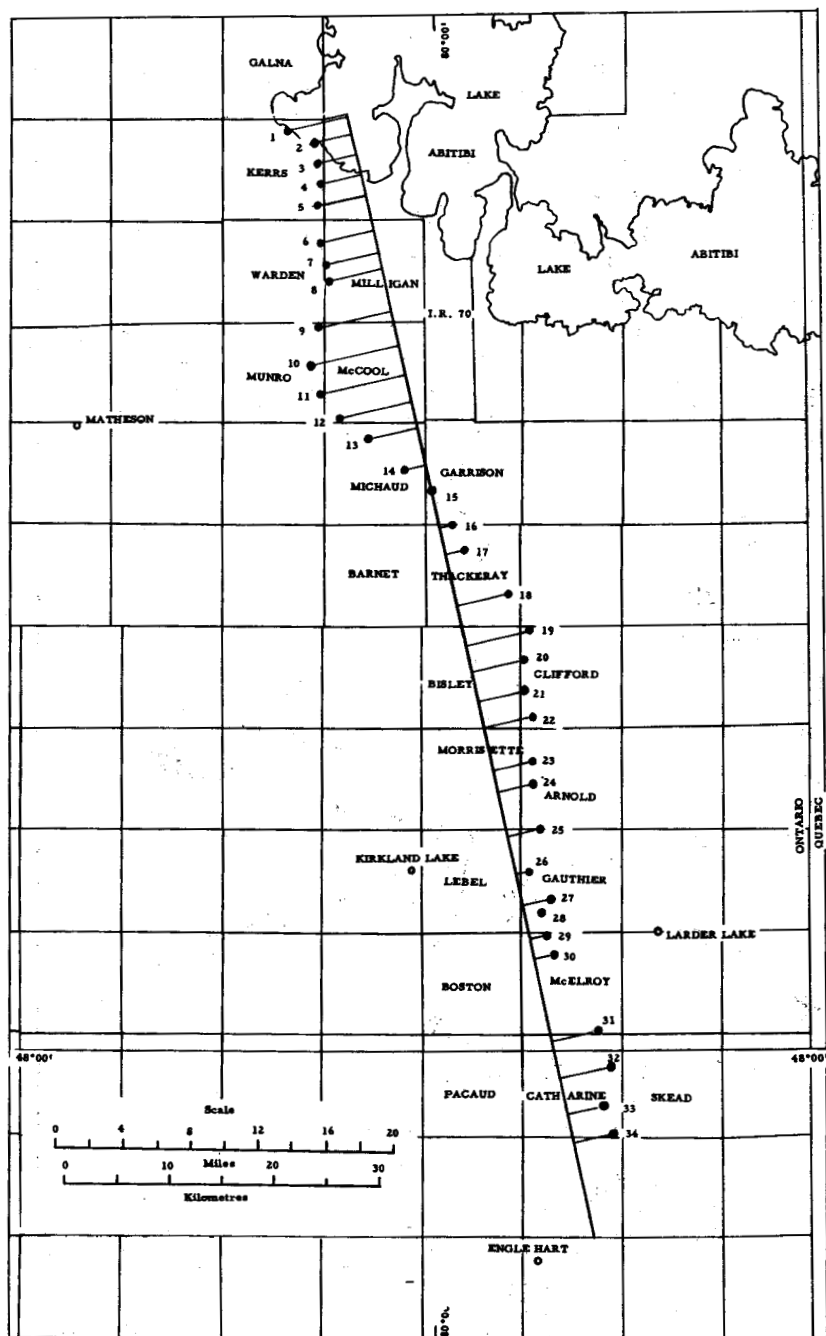 80°00'
GALNA
LAKE
1
2
ABITIBI
3
KERRS
4
5
6
7
WARDEN
MILLIGAN
8
LAKE
ABITIBI
I.R. 70
9
10
MUNRO
McCOOL
11
12
MATHESON
13
14
GARRISON
MICHAUD
15
16
17
BARNET
THACKERAY
18
19
20
CLIFFORD
BISLEY
21
22
MORRISETTE
23
24
ARNOLD
25
ONTARIO
QUEBEC
KIRKLAND LAKE
26
LEBEL
GAUTHIER
27
28
29
LARDER LAKE
30
McELROY
BOSTON
31
48°00'
48°00'
32
PACAUD
CATHARINE
SKEAD
33
34
Scale
0 4 8 12 16 20
Miles
0 10 20 30
Kilometres
ENGLE HART
80°00'